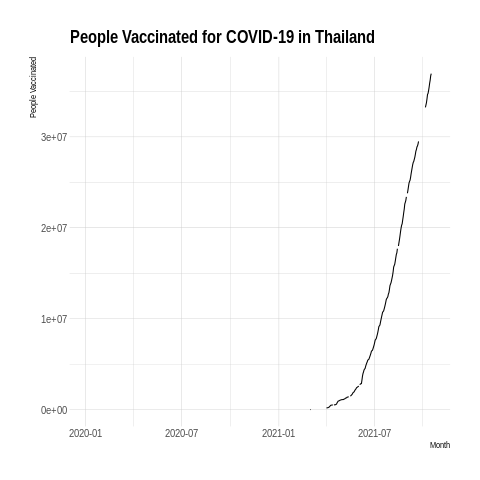 People Vaccinated for COVID-19 in Thailand
People Vaccinated
3e+07
2e+07
1e+07
0e+00
2020-01 2020-07 2021-01 2021-07
Month